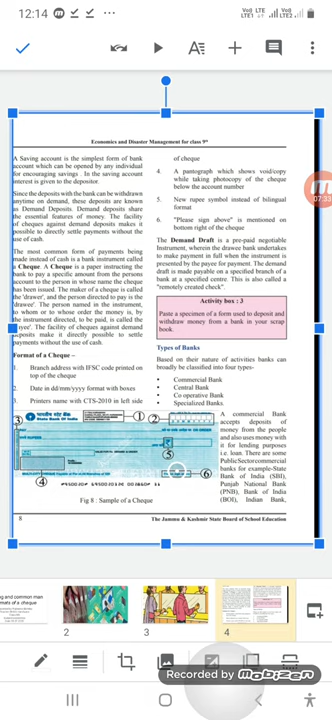 12:14
Vo) LTE
LTE1
Vo)
LTE2
07:33
Economics and Disaster Management for class 9th
A Saving account is the simplest form of bank
account which can be opened by any individual
for encouraging savings . In the saving account
interest is given to the depositor.
Since the deposits with the bank can be withdrawn
anytime on demand, these deposits are known
as Demand Deposits. Demand deposits share
the essential features of money. The facility
of cheques against demand deposits makes it
possible to directly settle payments without the
use of cash.
The most common form of payments being
made instead of cash is a bank instrument called
a Cheque. A Cheque is a paper instructing the
bank to pay a specific amount from the persons
account to the person in whose name the cheque
has been issued. The maker of a cheque is called
the 'drawer', and the person directed to pay is the
'drawee'. The person named in the instrument,
to whom or to whose order the money is, by
the instrument directed, to be paid, is called the
'payee'. The facility of cheques against demand
deposits make it directly possible to settle
payments without the use of cash.
Format of a Cheque –
1. Branch address with IFSC code printed on
top of the cheque
2. Date in dd/mm/yyyy format with boxes
3. Printers name with CTS-2010 in left side
of cheque
4. A pantograph which shows void/copy
while taking photocopy of the cheque
below the account number
5. New rupee symbol instead of bilingual
format
6. "Please sign above" is mentioned on
bottom right of the cheque
The Demand Draft is a pre-paid negotiable
Instrument, wherein the drawee bank undertakes
to make payment in full when the instrument is
presented by the payee for payment. The demand
draft is made payable on a specified branch of a
bank at a specified centre. This is also called a
"remotely created check".
Activity box : 3
Paste a specimen of a form used to deposit and
withdraw money from a bank in your scrap
book.
Types of Banks
Based on their nature of activities banks can
broadly be classified into four types-
• Commercial Bank
• Central Bank
• Co operative Bank
• Specialized Banks.
A commercial Bank
accepts deposits of
money from the people
and also uses money with
it for lending purposes
i.e. loan. There are some
PublicSectorcommercial
banks for example-State
Bank of India (SBI),
Punjab National Bank
(PNB), Bank of India
(BOI), Indian Bank,
State Bank of India
1
2
3
4
5
6
Fig 8 : Sample of a Cheque
8
The Jammu & Kashmir State Board of School Education
2
3
4
Recorded by mobizen